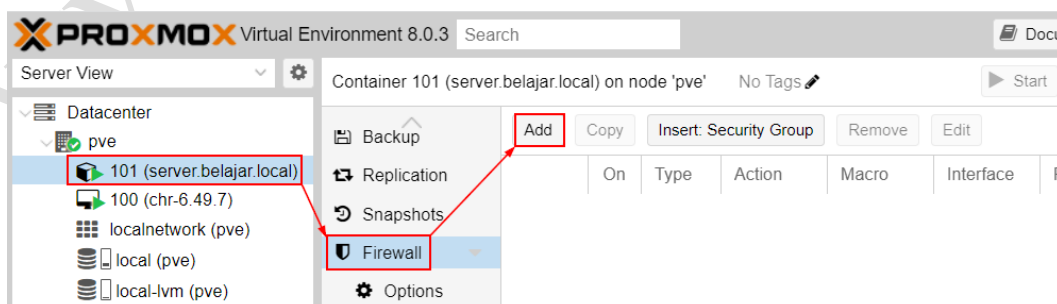 PROXMOX Virtual Environment 8.0.3 Search
Server View
Container 101 (server.belajar.local) on node 'pve' No Tags Start
Datacenter
pve
101 (server.belajar.local)
100 (chr-6.49.7)
localnetwork (pve)
local (pve)
local-lvm (pve)
Backup
Replication
Snapshots
Firewall
Options
Add Copy Insert: Security Group Remove Edit
On Type Action Macro Interface